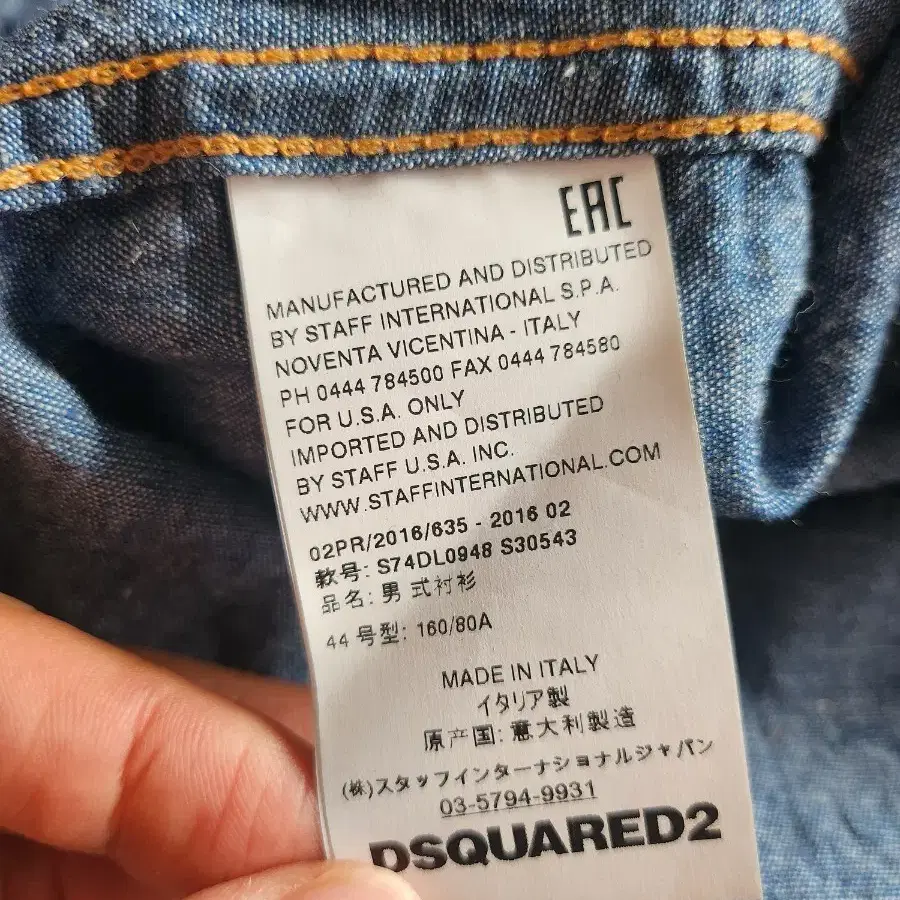 EAC
MANUFACTURED AND DISTRIBUTED
BY STAFF INTERNATIONAL S.P.A.
NOVENTA VICENTINA - ITALY
PH 0444 784500 FAX 0444 784580
FOR U.S.A. ONLY
IMPORTED AND DISTRIBUTED
BY STAFF U.S.A. INC.
WWW.STAFFINTERNATIONAL.COM
02PR/2016/635 - 2016 02
款号: S74DL0948 S30543
品名: 男 式衬衫
44 号型: 160/80A
MADE IN ITALY
イタリア製
原产国: 意大利製造
(株)スタッフインターナショナルジャパン
03-5794-9931
DSQUARED2